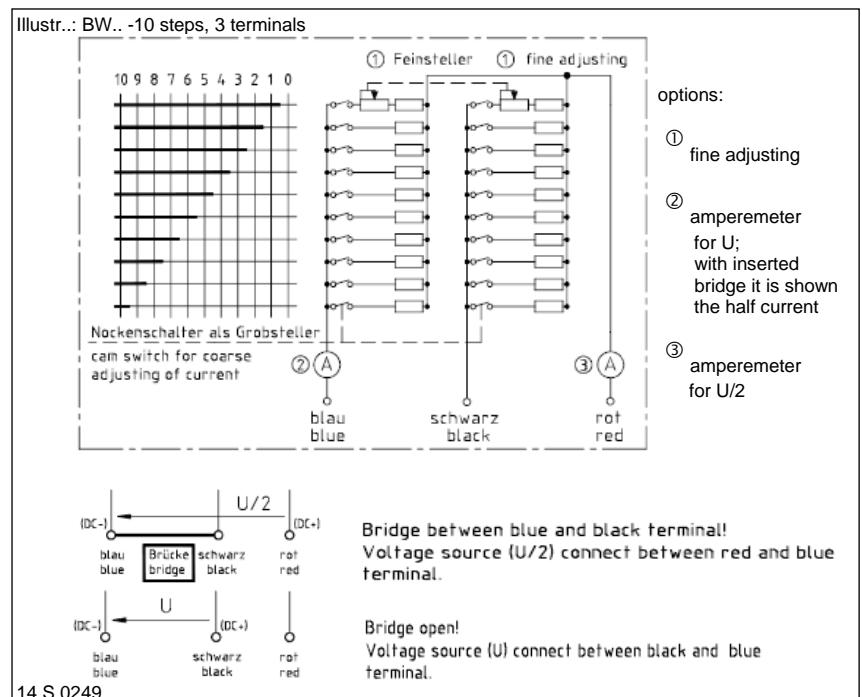 Illustr..: BW.. -10 steps, 3 terminals
① Feinsteller ① fine adjusting
10 9 8 7 6 5 4 3 2 1 0
options:
①
fine adjusting
②
amperemeter
for U;
with inserted
bridge it is shown
the half current
③
amperemeter
for U/2
Nockenschalter als Grobsteller
cam switch for coarse
adjusting of current
② A
③ A
blau
blue
schwarz
black
rot
red
U/2
(DC-) (DC+)
blau
blue
Brücke
bridge
schwarz
black
rot
red
Bridge between blue and black terminal!
Voltage source (U/2) connect between red and blue
terminal.
U
(DC-) (DC+)
blau
blue
schwarz
black
rot
red
Bridge open!
Voltage source (U) connect between black and blue
terminal.
14 S 0249